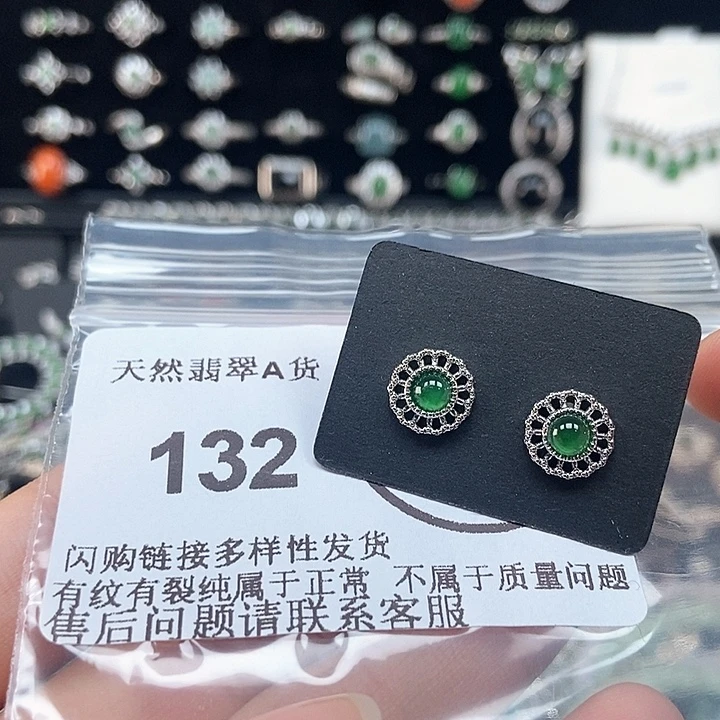 天然翡翠A货
132
闪购链接多样性发货
有纹有裂纯属于正常 不属于质量问题
售后问题请联系客服